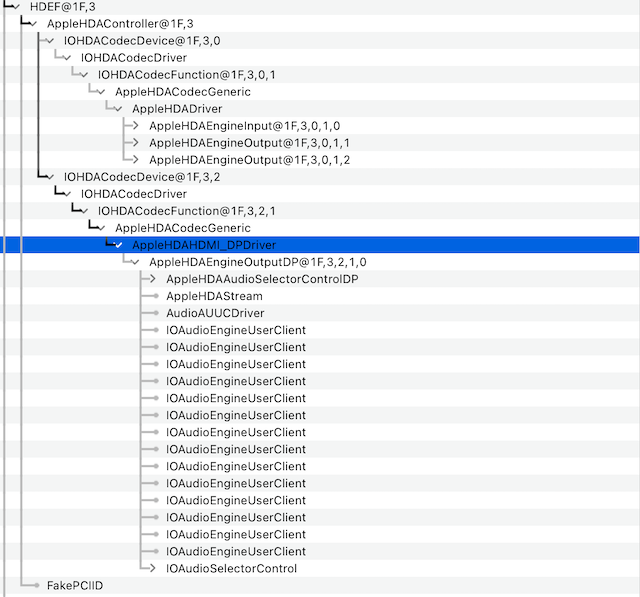 HDEF@1F,3
AppleHDAController@1F,3
IOHDACodecDevice@1F,3,0
IOHDACodecDriver
IOHDACodecFunction@1F,3,0,1
AppleHDACodecGeneric
AppleHDADriver
AppleHDAEngineInput@1F,3,0,1,0
AppleHDAEngineOutput@1F,3,0,1,1
AppleHDAEngineOutput@1F,3,0,1,2
IOHDACodecDevice@1F,3,2
IOHDACodecDriver
IOHDACodecFunction@1F,3,2,1
AppleHDACodecGeneric
AppleHDAHDMI_DPDriver
AppleHDAEngineOutputDP@1F,3,2,1,0
AppleHDAAudioSelectorControlDP
AppleHDAStream
AudioAUUCDriver
IOAudioEngineUserClient
IOAudioEngineUserClient
IOAudioEngineUserClient
IOAudioEngineUserClient
IOAudioEngineUserClient
IOAudioEngineUserClient
IOAudioEngineUserClient
IOAudioEngineUserClient
IOAudioEngineUserClient
IOAudioEngineUserClient
IOAudioEngineUserClient
IOAudioEngineUserClient
IOAudioEngineUserClient
IOAudioEngineUserClient
IOAudioSelectorControl
FakePCIID